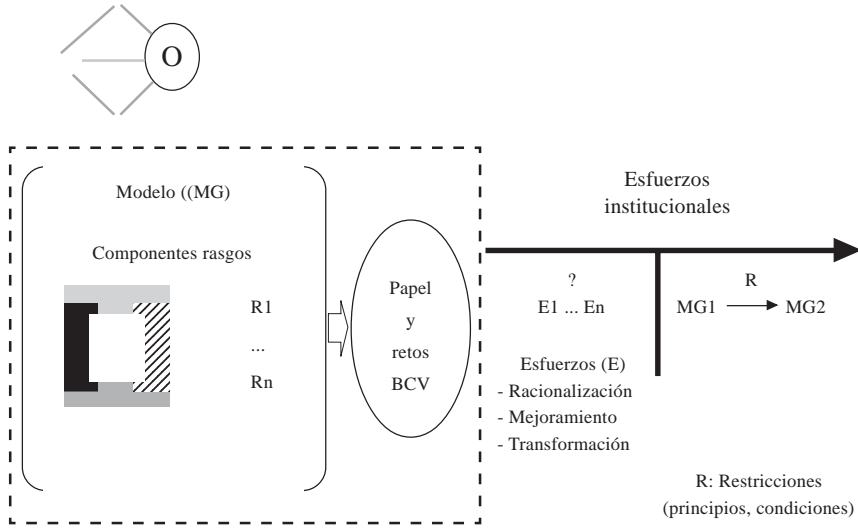 O
Modelo ((MG)
Componentes rasgos
R1
...
Rn
Papel
y
retos
BCV
Esfuerzos
institucionales
?
E1 ... En
R
MG1
MG2
Esfuerzos (E)
- Racionalización
- Mejoramiento
- Transformación
R: Restricciones
(principios, condiciones)